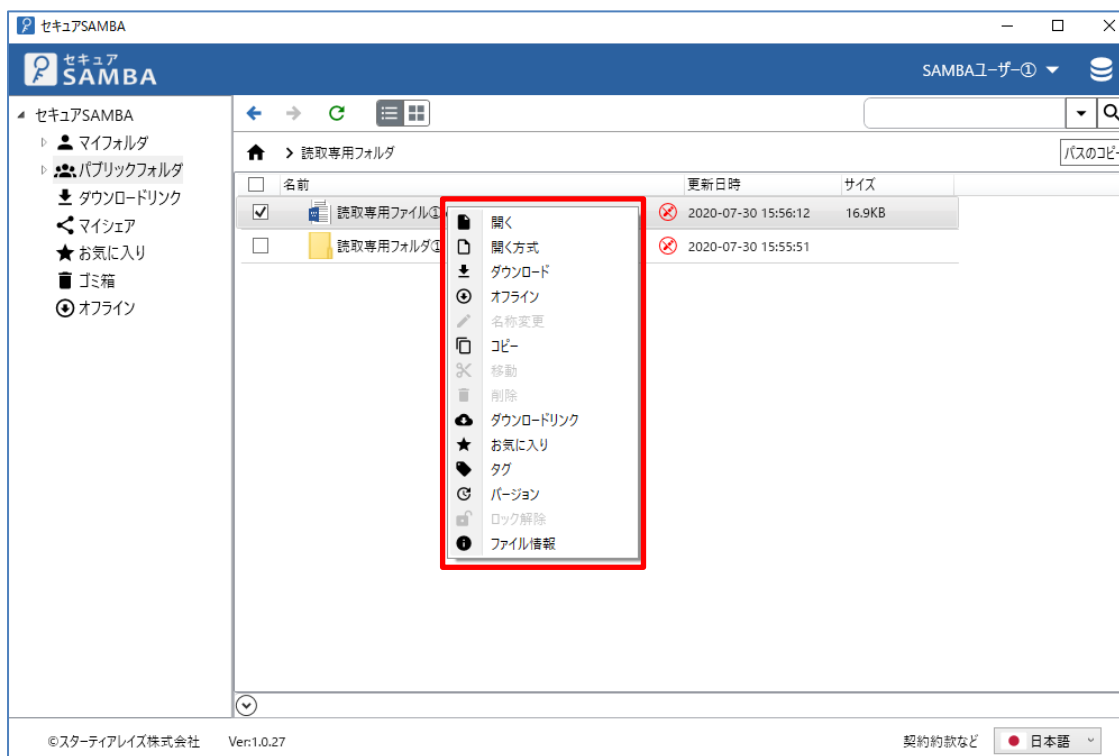 セキュアSAMBA
セキュア
SAMBA
SAMBAユーザー①
セキュアSAMBA
マイフォルダ
パブリックフォルダ
ダウンロードリンク
マイシェア
お気に入り
ゴミ箱
オフライン
読取専用フォルダ
パスのコピー
名前 更新日時 サイズ
読取専用ファイル① 2020-07-30 15:56:12 16.9KB
読取専用フォルダ① 2020-07-30 15:55:51
開く
開く方式
ダウンロード
オフライン
名称変更
コピー
移動
削除
ダウンロードリンク
お気に入り
タグ
バージョン
ロック解除
ファイル情報
©スターティアレイズ株式会社 Ver:1.0.27 契約約款など 日本語